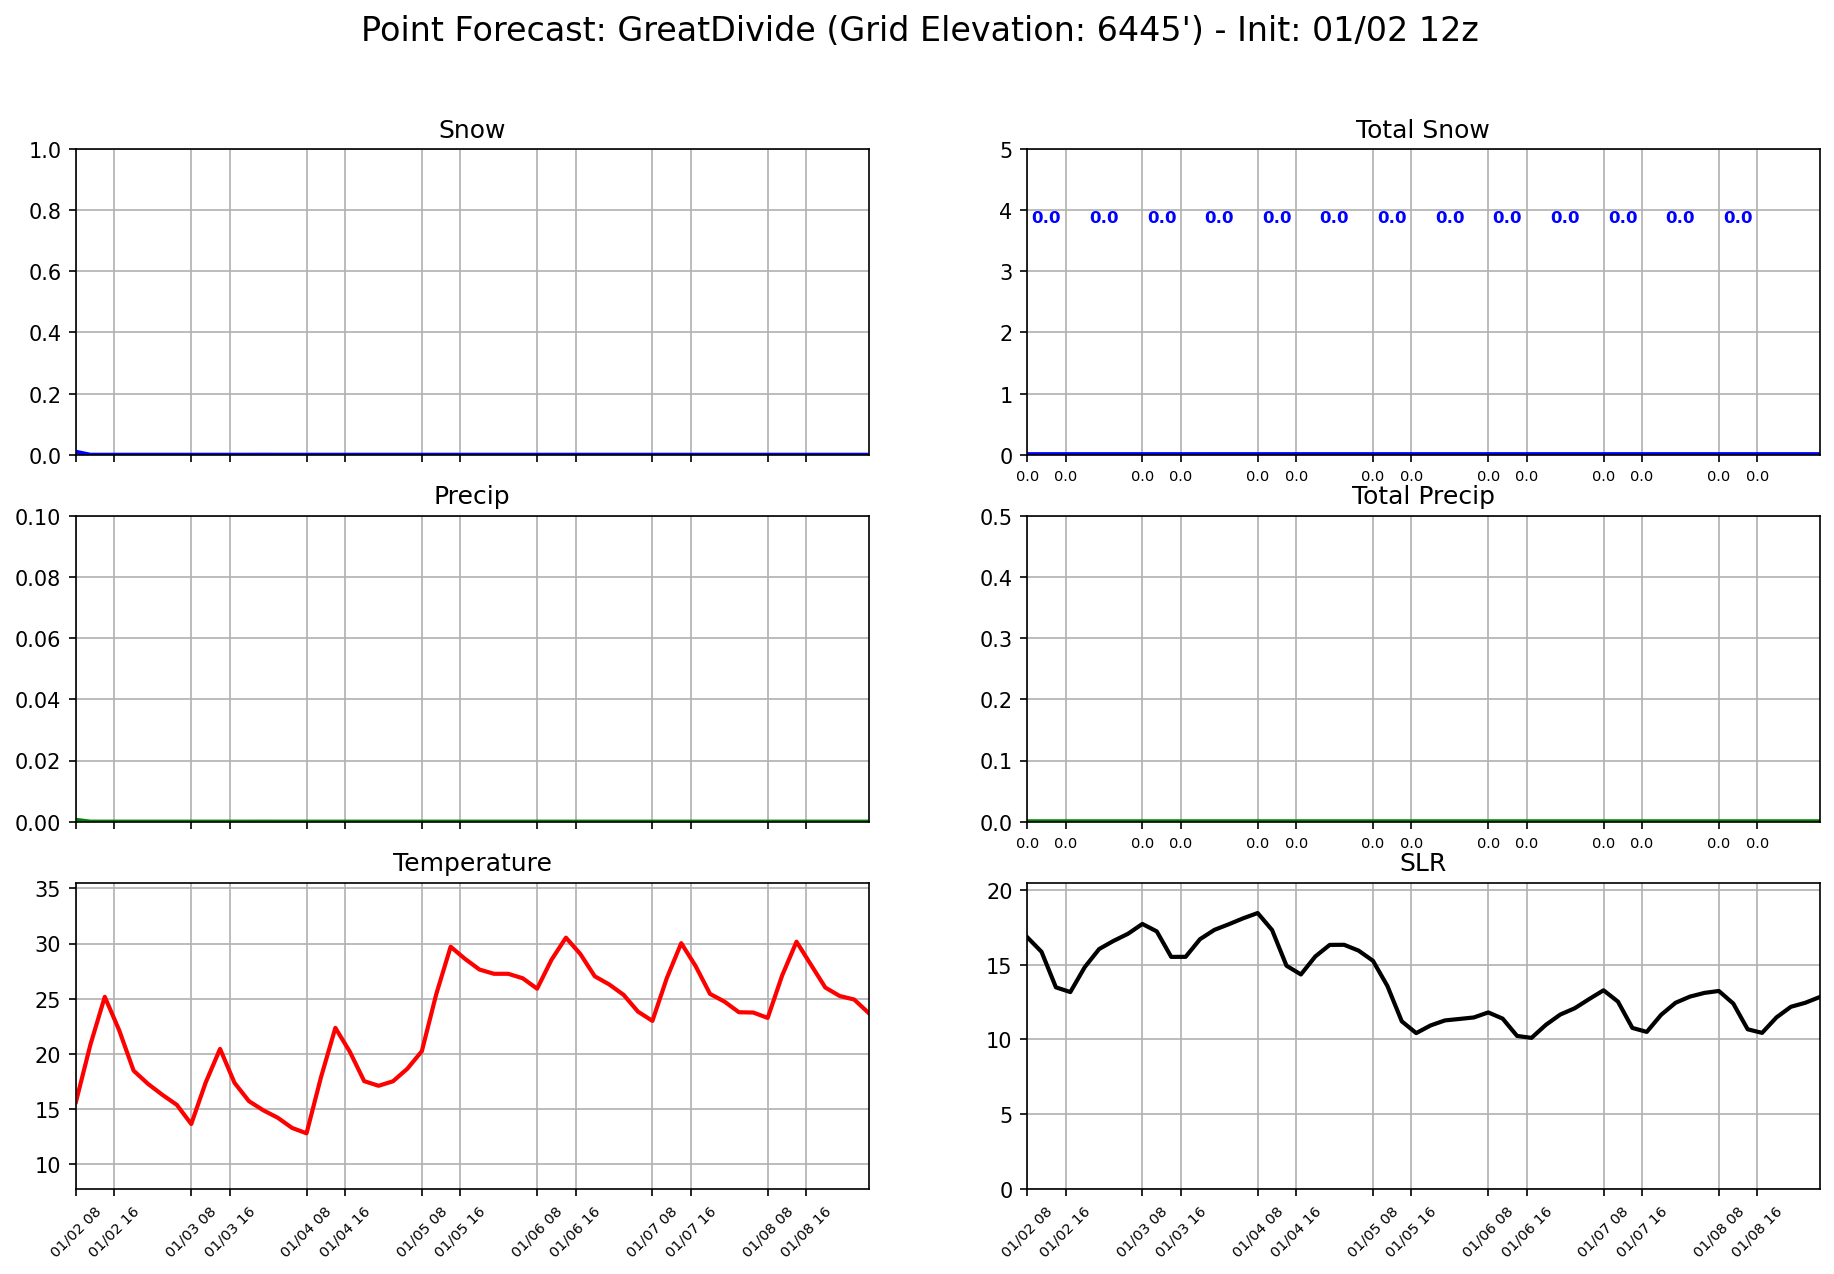 Point Forecast: GreatDivide (Grid Elevation: 6445') - Init: 01/02 12z
Snow
1.0
0.8
0.6
0.4
0.2
0.0
Total Snow
5
4
3
2
1
0
0.0 0.0 0.0 0.0 0.0 0.0 0.0 0.0 0.0 0.0 0.0 0.0 0.0
0.0 0.0 0.0 0.0 0.0 0.0 0.0 0.0 0.0 0.0 0.0 0.0 0.0 0.0
Precip
0.10
0.08
0.06
0.04
0.02
0.00
Total Precip
0.5
0.4
0.3
0.2
0.1
0.0
0.0 0.0 0.0 0.0 0.0 0.0 0.0 0.0 0.0 0.0 0.0 0.0 0.0 0.0
Temperature
35
30
25
20
15
10
01/02 08 01/02 16 01/03 08 01/03 16 01/04 08 01/04 16 01/05 08 01/05 16 01/06 08 01/06 16 01/07 08 01/07 16 01/08 08 01/08 16
SLR
20
15
10
5
0
01/02 08 01/02 16 01/03 08 01/03 16 01/04 08 01/04 16 01/05 08 01/05 16 01/06 08 01/06 16 01/07 08 01/07 16 01/08 08 01/08 16